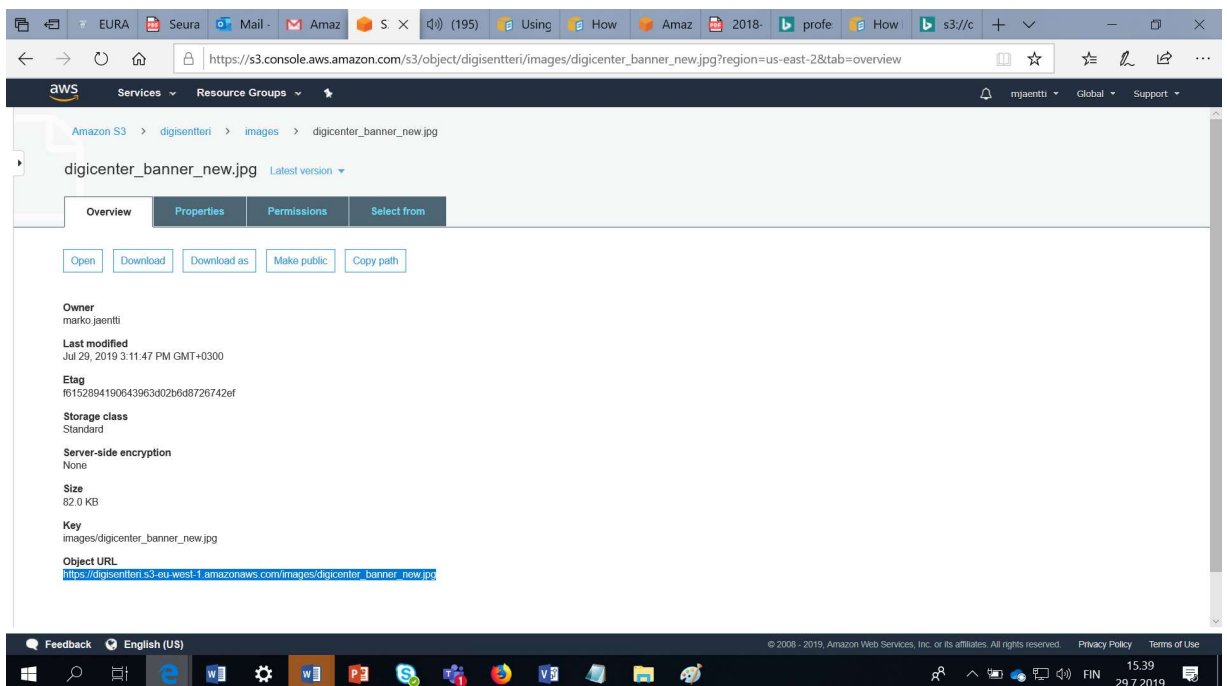 EURA Seura Mail - Amaz S. (195) Using How Amaz 2018- profe How s3://c
https://s3.console.aws.amazon.com/s3/object/digisentteri/images/digicenter_banner_new.jpg?region=us-east-2&tab=overview
aws Services Resource Groups mjaentti Global Support
Amazon S3 > digisentteri > images > digicenter_banner_new.jpg
digicenter_banner_new.jpg Latest version
Overview Properties Permissions Select from
Open Download Download as Make public Copy path
Owner
marko.jaentti
Last modified
Jul 29, 2019 3:11:47 PM GMT+0300
Etag
f6152894190643963d02b6d8726742ef
Storage class
Standard
Server-side encryption
None
Size
82.0 KB
Key
images/digicenter_banner_new.jpg
Object URL
https://digisentteri.s3-eu-west-1.amazonaws.com/images/digicenter_banner_new.jpg
Feedback English (US) © 2008 - 2019, Amazon Web Services, Inc. or its affiliates. All rights reserved. Privacy Policy Terms of Use
FIN 15.39
29.7.2019